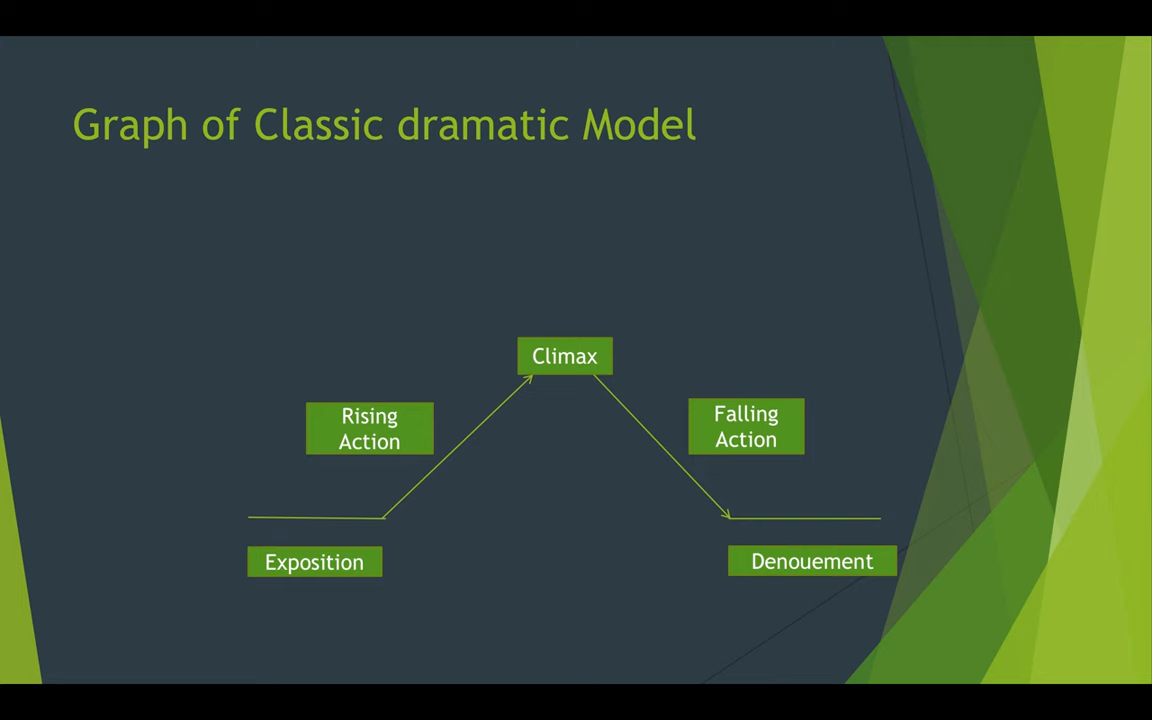 Graph of Classic dramatic Model
Climax
Rising
Action
Falling
Action
Exposition
Denouement